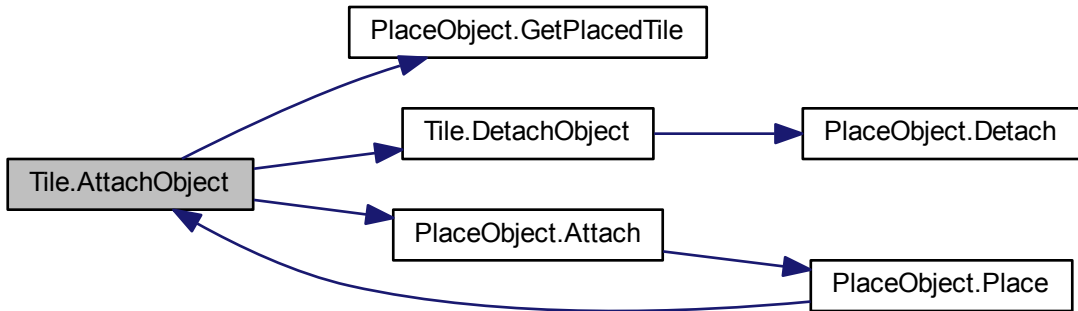 PlaceObject.GetPlacedTile
Tile.DetachObject
PlaceObject.Detach
Tile.AttachObject
PlaceObject.Attach
PlaceObject.Place